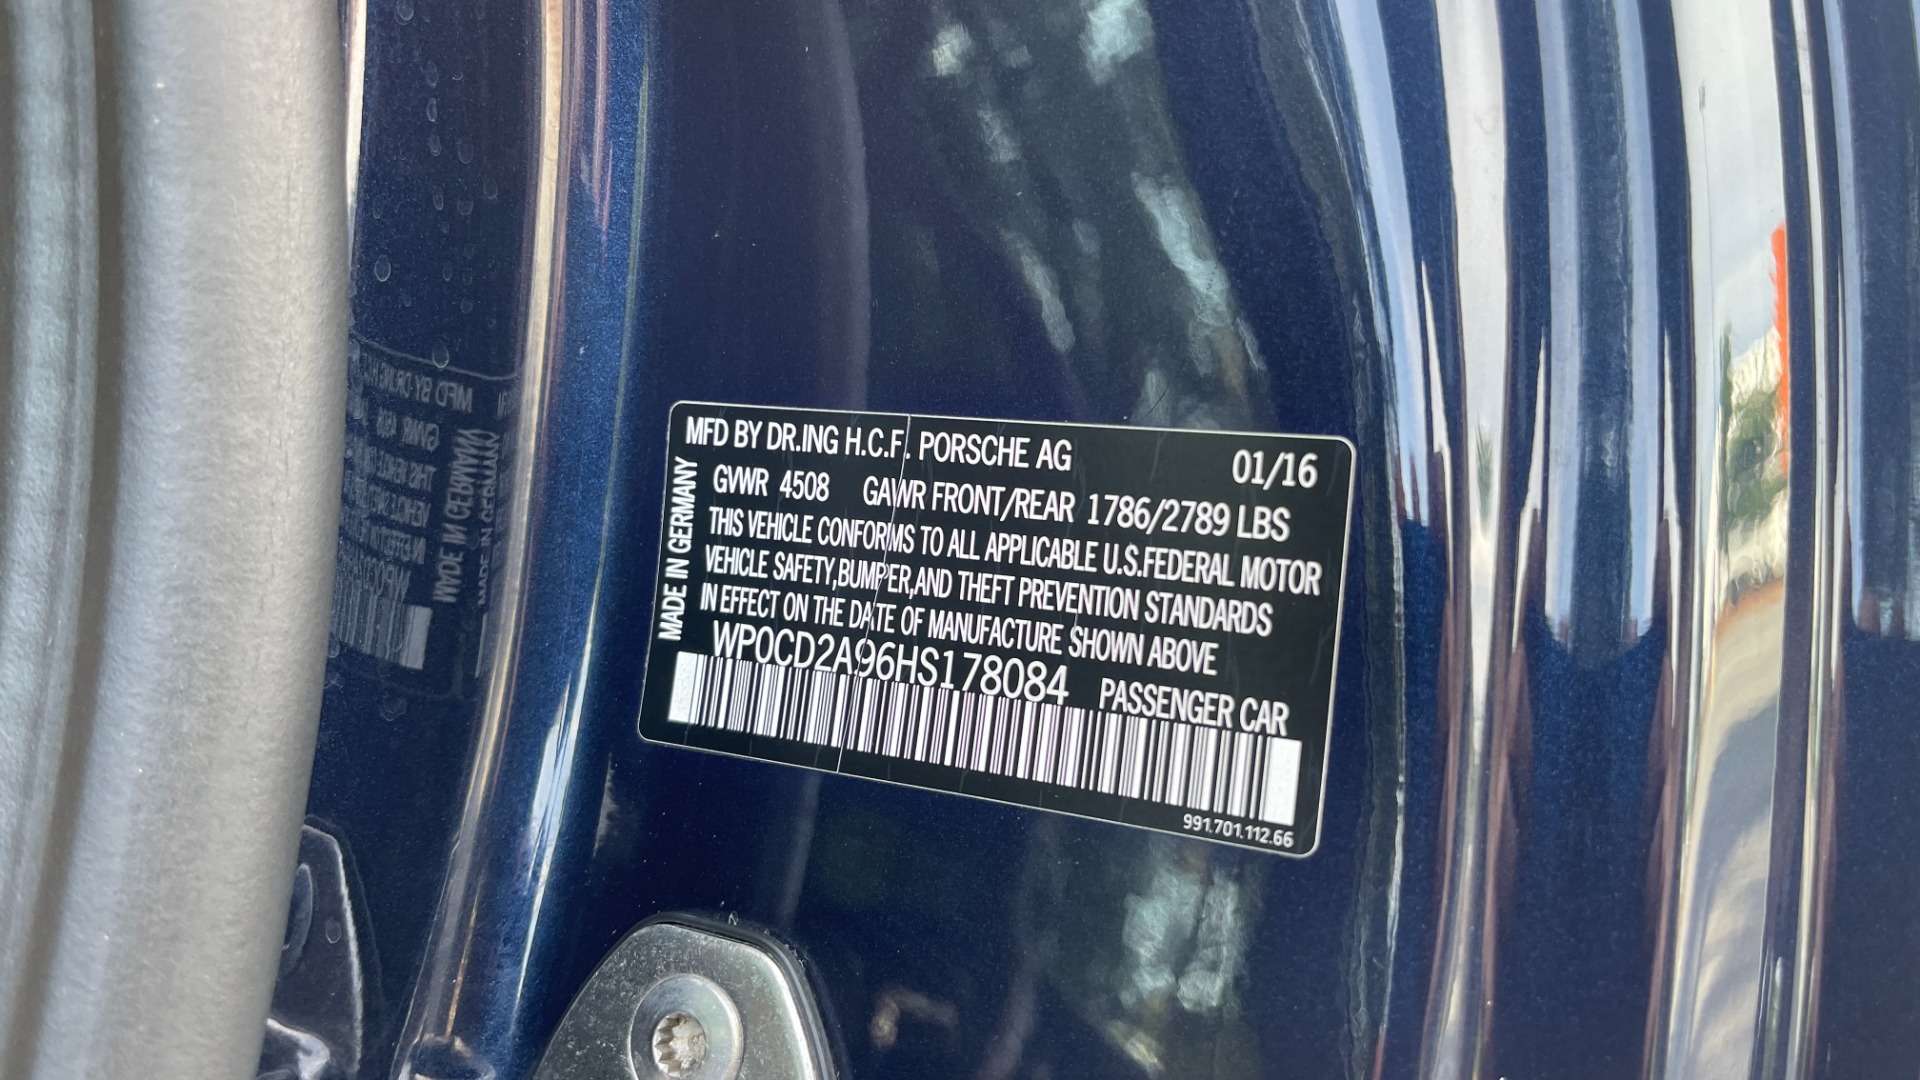 MFD BY DR.ING H.C.F. PORSCHE AG 01/16
GVWR 4508 GAWR FRONT/REAR 1786/2789 LBS
THIS VEHICLE CONFORMS TO ALL APPLICABLE U.S.FEDERAL MOTOR
VEHICLE SAFETY,BUMPER,AND THEFT PREVENTION STANDARDS
IN EFFECT ON THE DATE OF MANUFACTURE SHOWN ABOVE
WP0CD2A96HS178084 PASSENGER CAR
991.701.112.66
MADE IN GERMANY